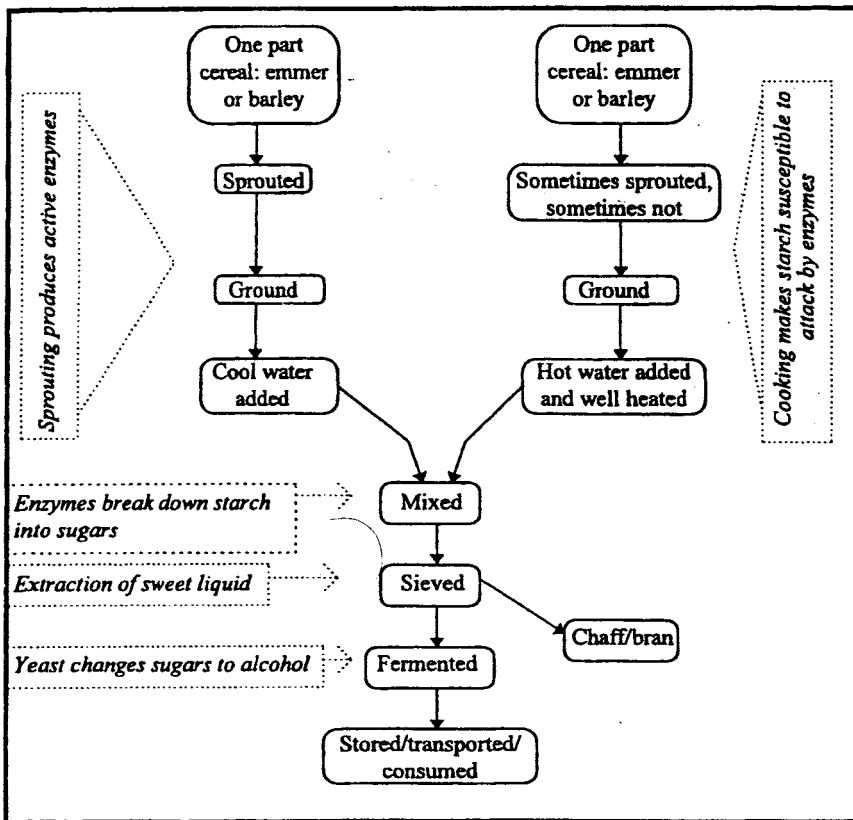 One part
cereal: emmer
or barley
One part
cereal: emmer
or barley
Sprouting produces active enzymes
Sprouted
Sometimes sprouted,
sometimes not
Cooking makes starch susceptible to
attack by enzymes
Ground
Ground
Cool water
added
Hot water added
and well heated
Enzymes break down starch
into sugars
Mixed
Extraction of sweet liquid
Sieved
Chaff/bran
Yeast changes sugars to alcohol
Fermented
Stored/transported/
consumed